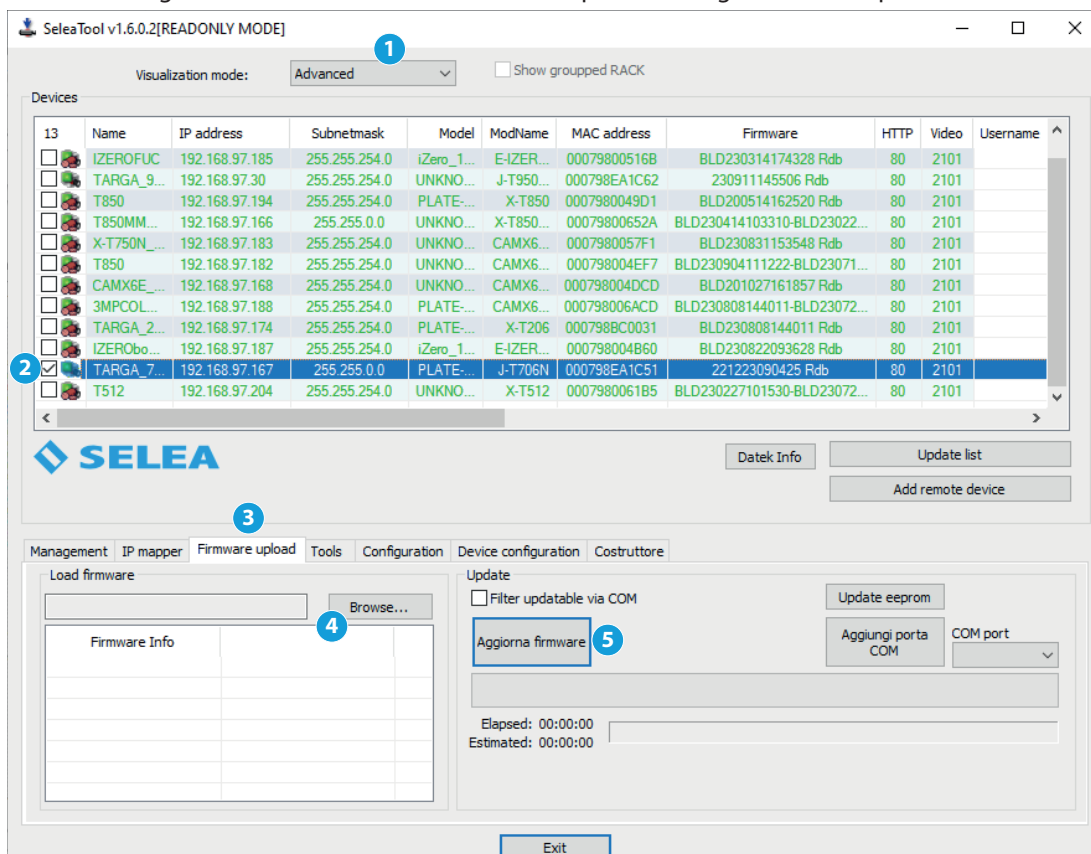 SeleaTool v1.6.0.2[READONLY MODE]
1
Visualization mode: Advanced Show groupped RACK
Devices
13 Name IP address Subnetmask Model ModName MAC address Firmware HTTP Video Username
IZEROFUC 192.168.97.185 255.255.254.0 iZero_1... E-IZER... 00079800516B BLD230314174328 Rdb 80 2101
TARGA_9... 192.168.97.30 255.255.254.0 UNKNO... J-T950... 000798EA1C62 230911145506 Rdb 80 2101
T850 192.168.97.194 255.255.254.0 PLATE-... X-T850 0007980049D1 BLD200514162520 Rdb 80 2101
T850MM... 192.168.97.166 255.255.0.0 UNKNO... X-T850... 00079800652A BLD230414103310-BLD23022... 80 2101
X-T750N_... 192.168.97.183 255.255.254.0 UNKNO... CAMX6... 0007980057F1 BLD230831153548 Rdb 80 2101
T850 192.168.97.182 255.255.254.0 UNKNO... CAMX6... 000798004EF7 BLD230904111222-BLD23071... 80 2101
CAMX6E_... 192.168.97.168 255.255.254.0 UNKNO... CAMX6... 000798004DCD BLD201027161857 Rdb 80 2101
3MPCOL... 192.168.97.188 255.255.254.0 PLATE-... CAMX6... 000798006ACD BLD230808144011-BLD23072... 80 2101
TARGA_2... 192.168.97.174 255.255.254.0 PLATE-... X-T206 000798BC0031 BLD230808144011 Rdb 80 2101
IZERObo... 192.168.97.187 255.255.254.0 iZero_1... E-IZER... 000798004B60 BLD230822093628 Rdb 80 2101
2 TARGA_7... 192.168.97.167 255.255.0.0 PLATE-... J-T706N 000798EA1C51 221223090425 Rdb 80 2101
T512 192.168.97.204 255.255.254.0 UNKNO... X-T512 0007980061B5 BLD230227101530-BLD23072... 80 2101
SELEA Datek Info Update list
Add remote device
3
Management IP mapper Firmware upload Tools Configuration Device configuration Costruttore
Load firmware Update
Browse... Filter updatable via COM Update eeprom
4
Firmware Info Aggiorna firmware 5 Aggiungi porta COM COM port
Elapsed: 00:00:00
Estimated: 00:00:00
Exit